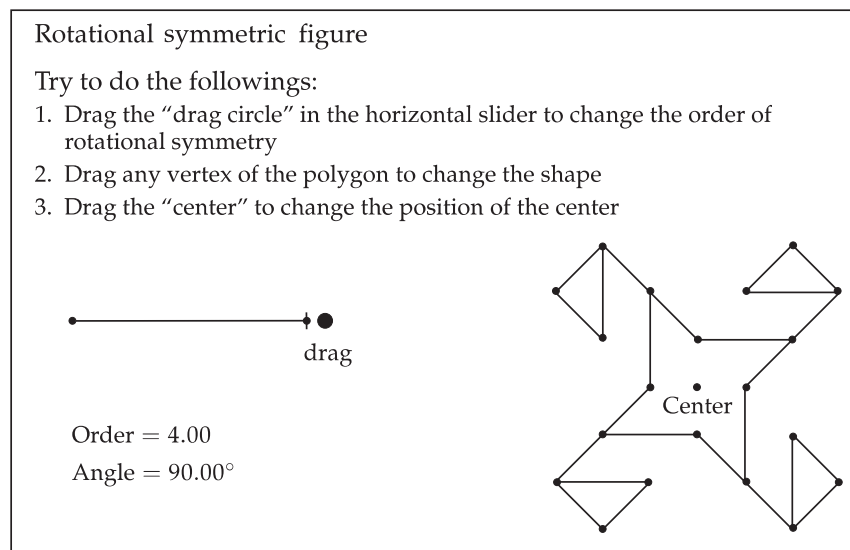 Rotational symmetric figure
Try to do the followings:
1. Drag the “drag circle” in the horizontal slider to change the order of
rotational symmetry
2. Drag any vertex of the polygon to change the shape
3. Drag the “center” to change the position of the center
drag
Center
Order = 4.00
Angle = 90.00°